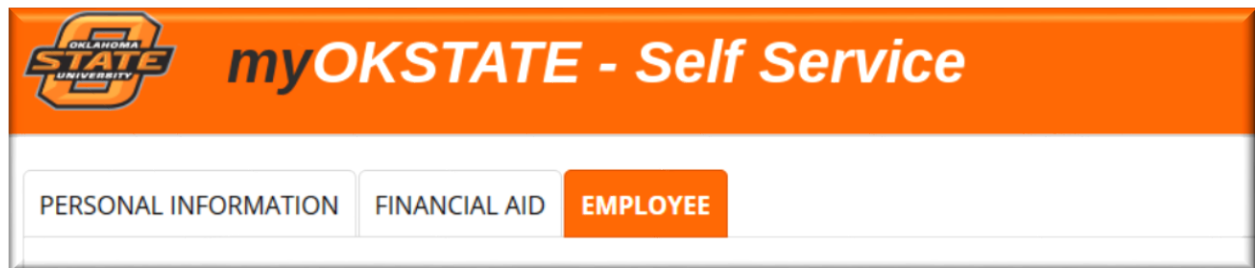 OKLAHOMA
STATE
UNIVERSITY
myOKSTATE - Self Service
PERSONAL INFORMATION FINANCIAL AID EMPLOYEE